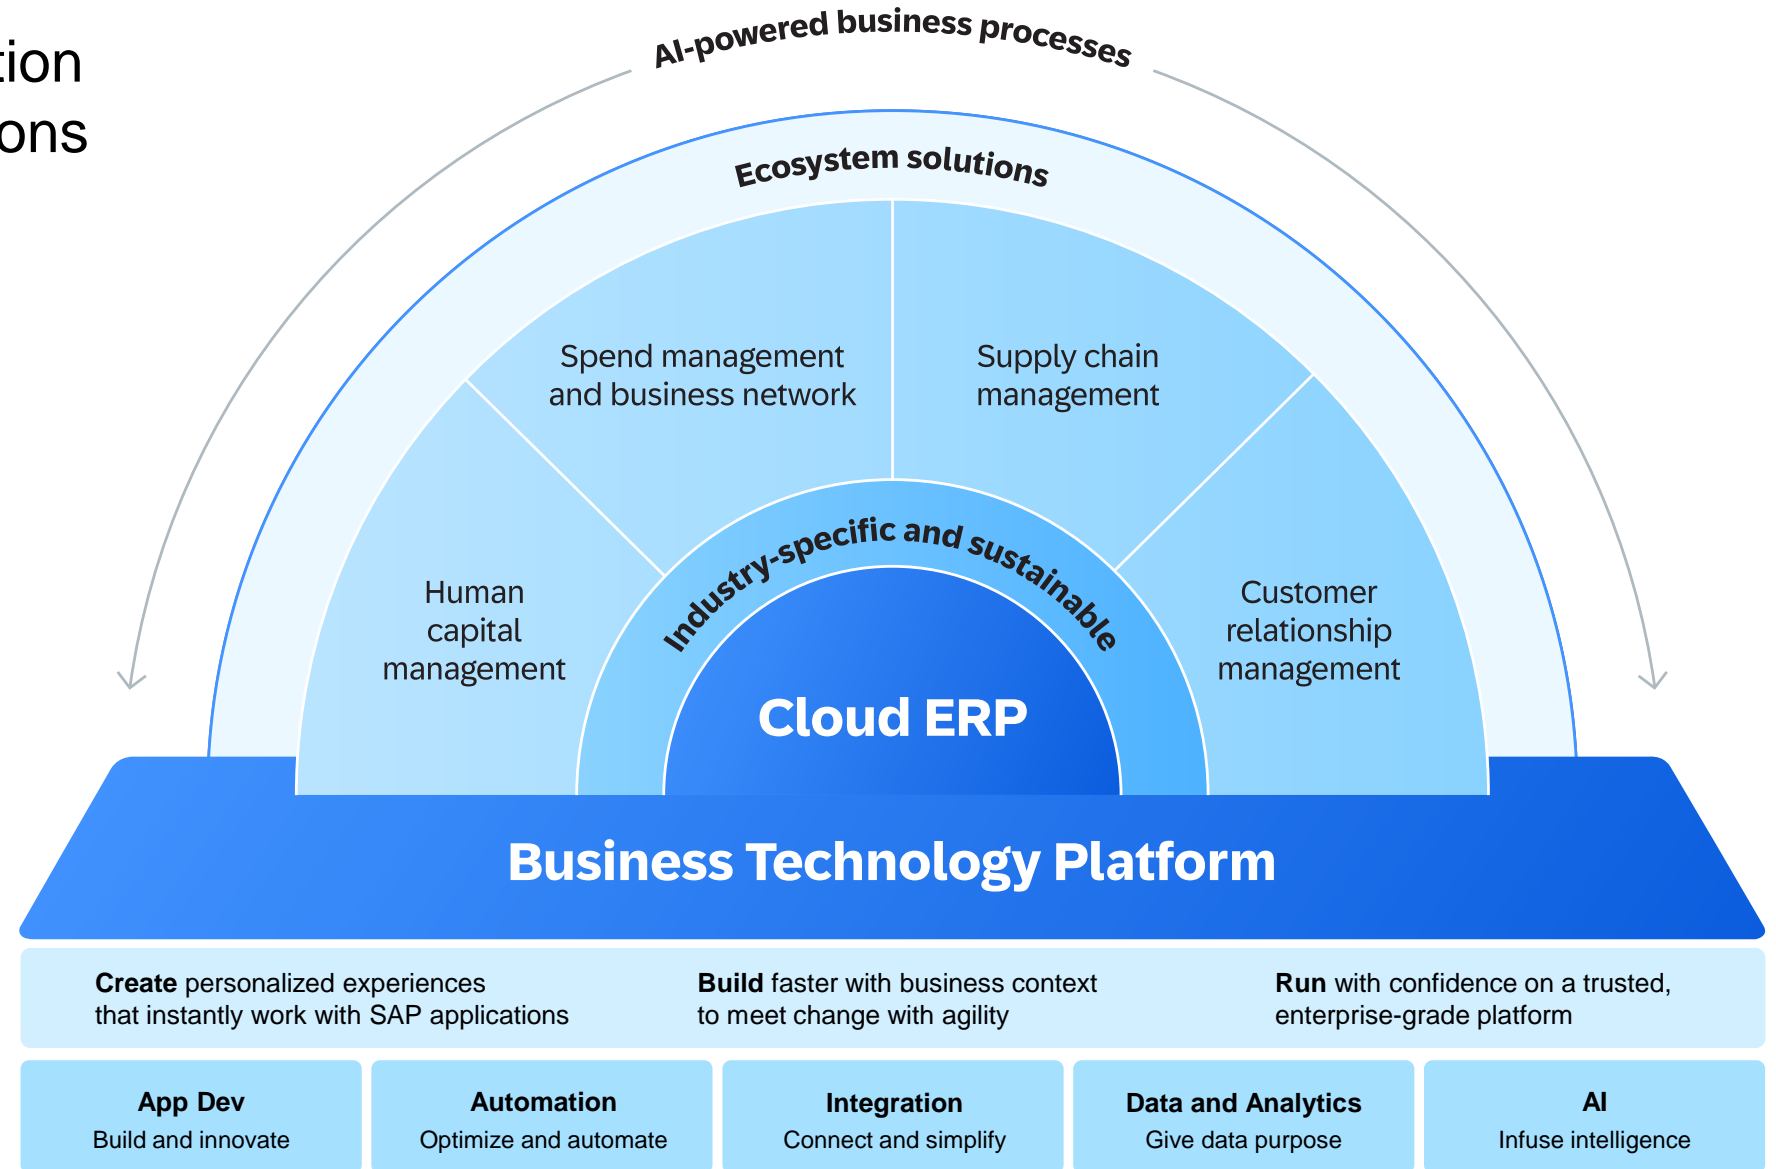 AI-powered business processes
Ecosystem solutions
Spend management
and business network
Supply chain
management
Human
capital
management
Industry-specific and sustainable
Customer
relationship
management
Cloud ERP
Business Technology Platform
Create personalized experiences
that instantly work with SAP applications
Build faster with business context
to meet change with agility
Run with confidence on a trusted,
enterprise-grade platform
App Dev
Build and innovate
Automation
Optimize and automate
Integration
Connect and simplify
Data and Analytics
Give data purpose
AI
Infuse intelligence